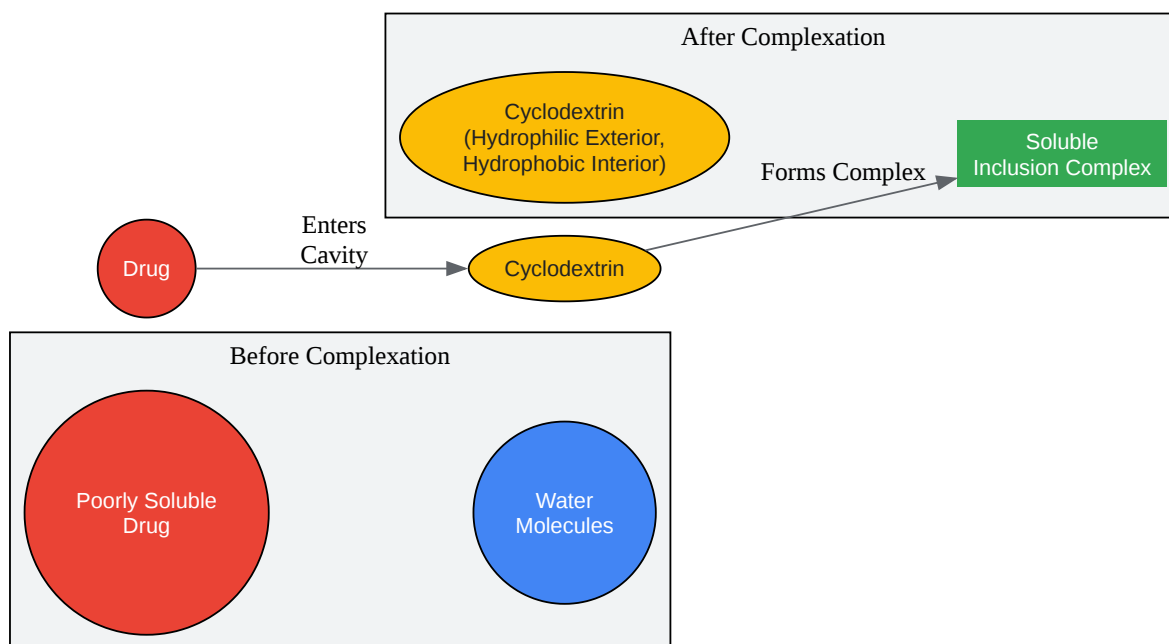 After Complexation
Cyclodextrin
(Hydrophilic Exterior,
Hydrophobic Interior)
Soluble
Inclusion Complex
Forms Complex
Enters
Cavity
Drug
Cyclodextrin
Before Complexation
Poorly Soluble
Drug
Water
Molecules